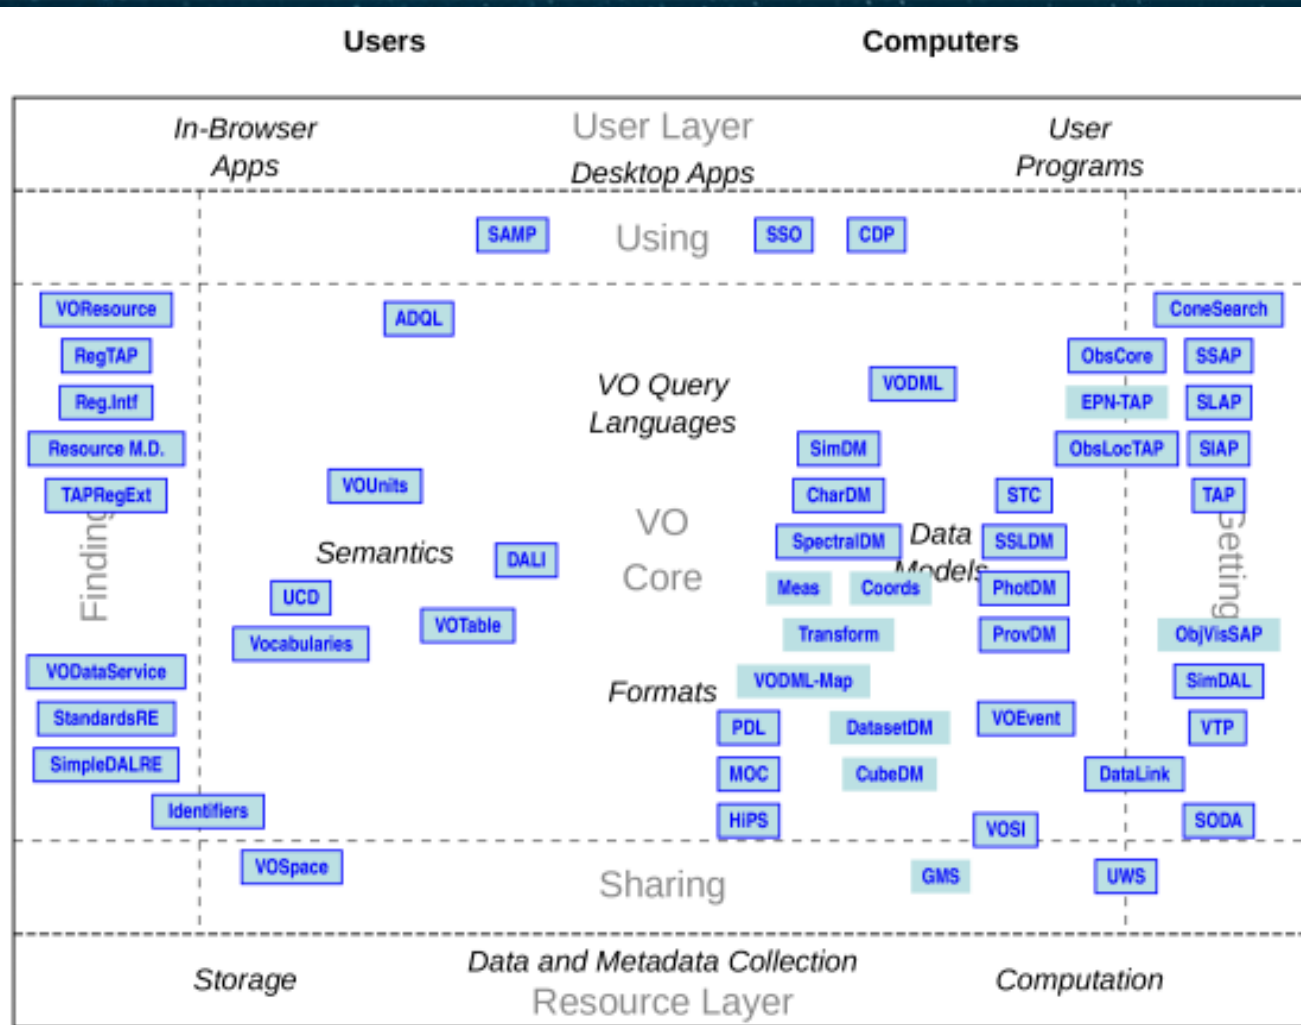 Users
Computers
In-Browser
Apps
User Layer
Desktop Apps
User
Programs
SAMP
Using
SSO
CDP
VOResource
ADQL
ConeSearch
RegTAP
ObsCore
SSAP
VO Query
Languages
VODML
Reg.Intf
EPN-TAP
SLAP
Resource M.D.
SimDM
ObsLocTAP
SIAP
TAPRegExt
VOUnits
CharDM
STC
TAP
Finding
Semantics
DALI
VO
Core
SpectralDM
Data
Models
SSLDM
Getting
UCD
Meas
Coords
PhotDM
Vocabularies
VOTable
Transform
ProvDM
ObjVisSAP
VODataService
Formats
VODML-Map
SimDAL
StandardsRE
PDL
DatasetDM
VOEvent
VTP
SimpleDALRE
MOC
CubeDM
DataLink
Identifiers
HiPS
VOSI
SODA
VOSpace
Sharing
GMS
UWS
Storage
Data and Metadata Collection
Resource Layer
Computation